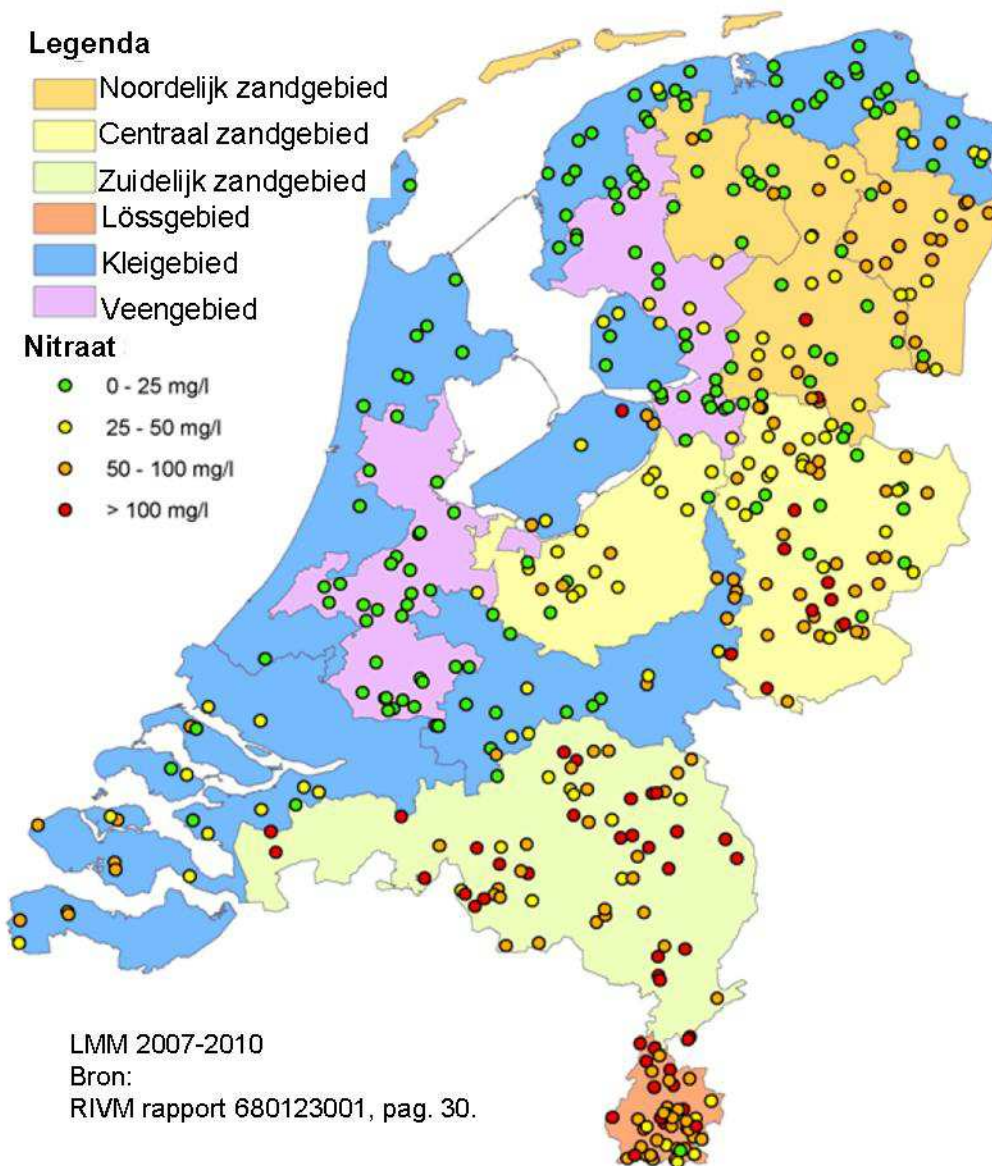 Legenda
Noordelijk zandgebied
Centraal zandgebied
Zuidelijk zandgebied
Lössgebied
Kleigebied
Veengebied
Nitraat
0 - 25 mg/l
25 - 50 mg/l
50 - 100 mg/l
> 100 mg/l
LMM 2007-2010
Bron:
RIVM rapport 680123001, pag. 30.